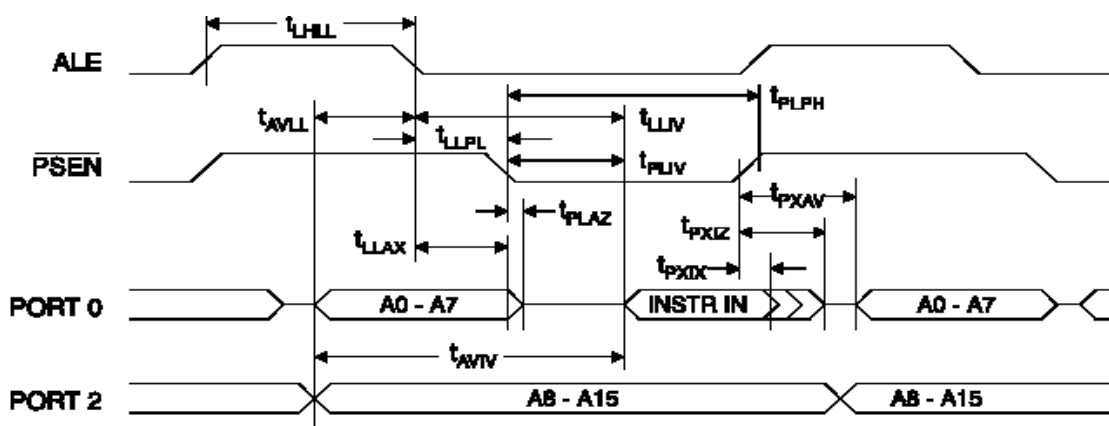 tLHLL
ALE
tPLPH
tAVLL
tLLIV
tLLPL
PSEN
tPLIV
tPXAV
tPLAZ
tPXIZ
tLLAX
tPXIX
PORT 0
A0 - A7
INSTR IN
A0 - A7
tAVIV
PORT 2
A8 - A15
A8 - A15